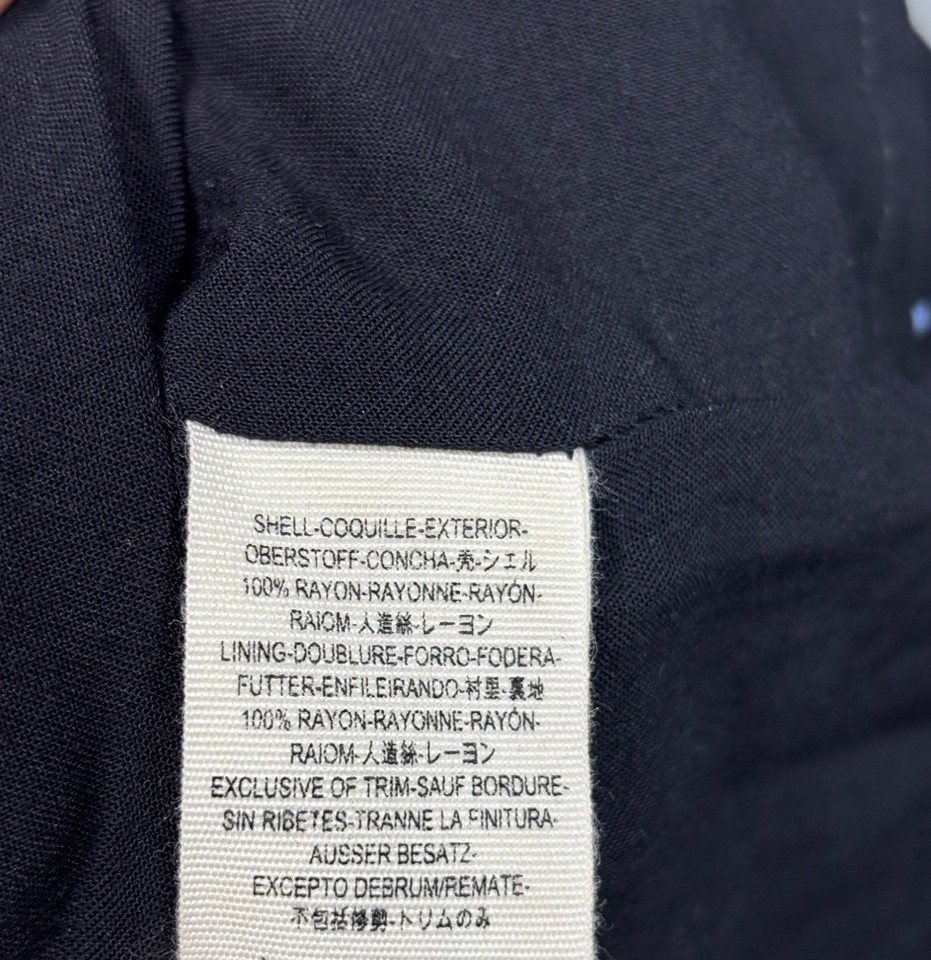 SHELL-COQUILLE-EXTERIOR-
OBERSTOFF-CONCHA-壳-シェル
100% RAYON-RAYONNE-RAYÓN-
RAIOM-人造絲-レーヨン
LINING-DOUBLURE-FORRO-FODERA-
FUTTER-ENFILEIRANDO-衬里-裏地
100% RAYON-RAYONNE-RAYÓN-
RAIOM-人造絲-レーヨン
EXCLUSIVE OF TRIM-SAUF BORDURE-
SIN RIBETES-TRANNE LA FINITURA-
AUSSER BESATZ-
EXCEPTO DEBRUM/REMATE-
不包括修剪-トリムのみ